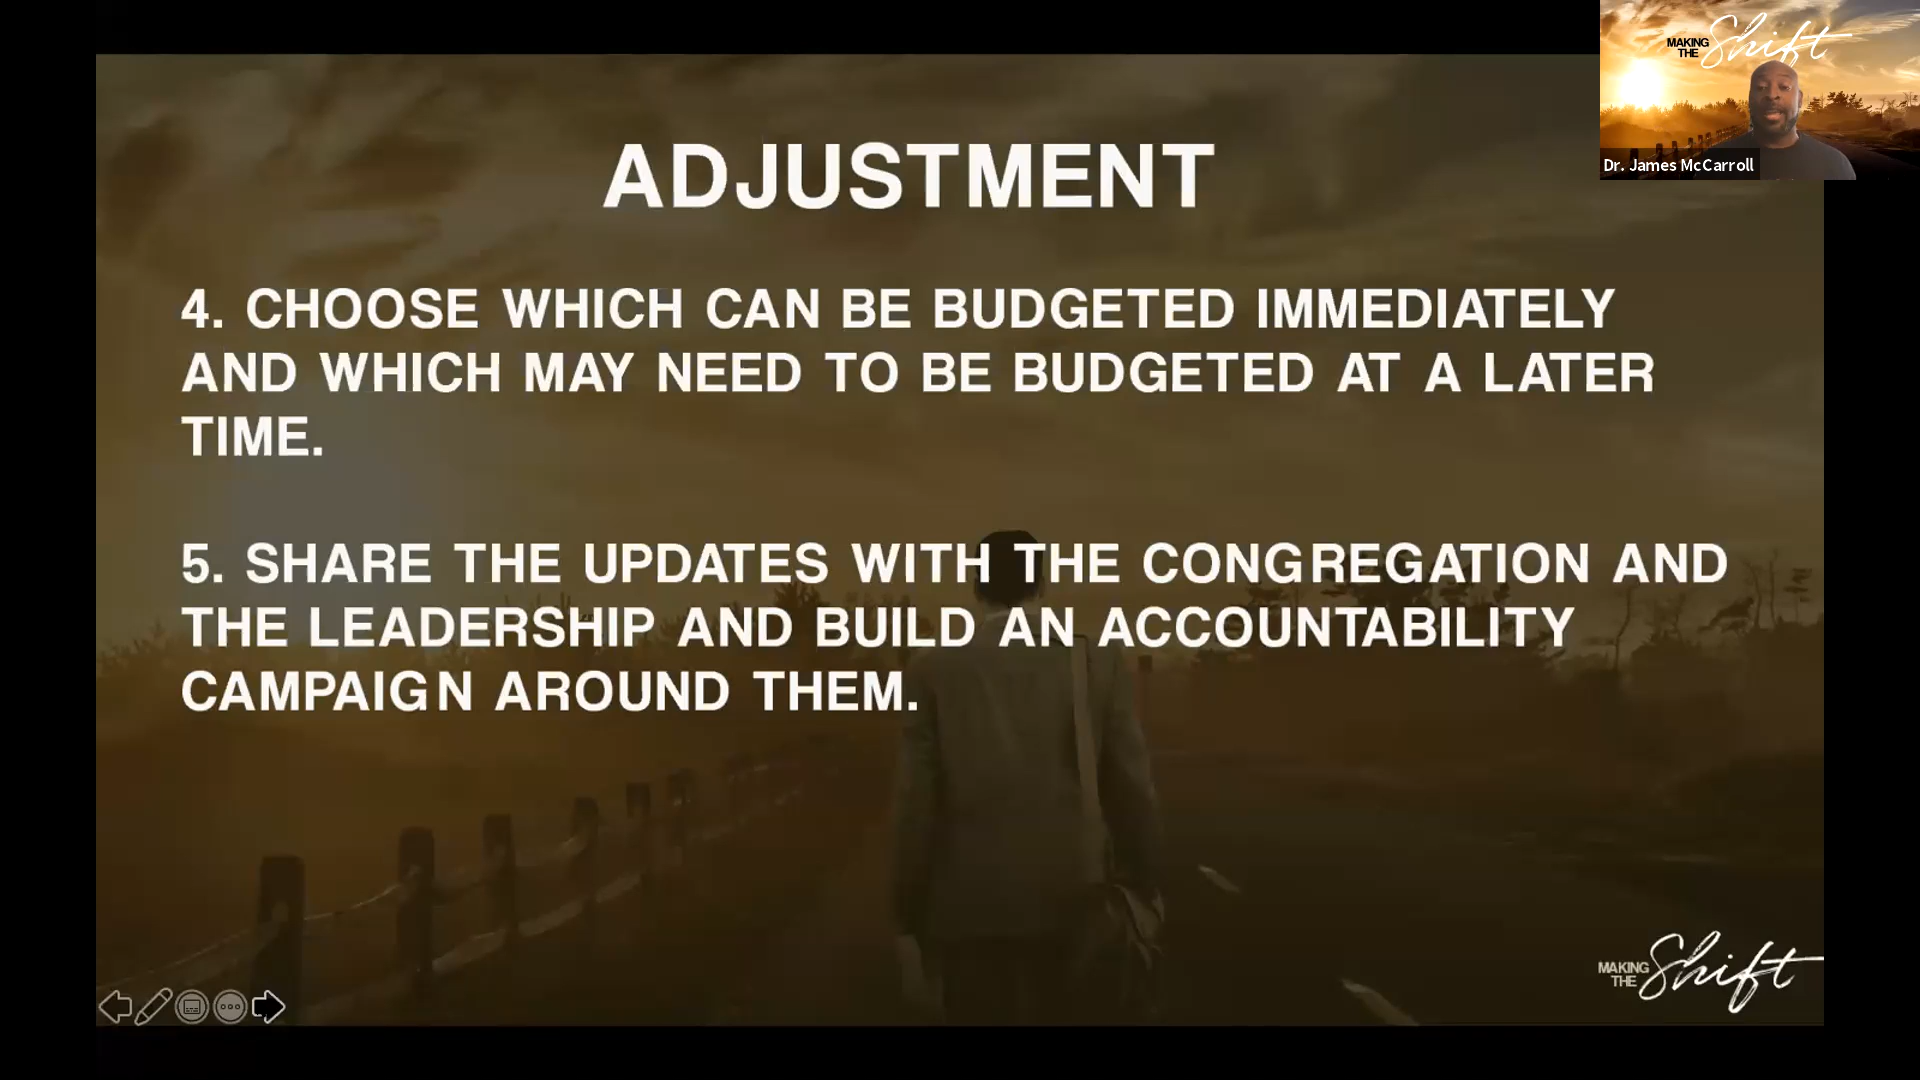 MAKING
THE Shift
Dr. James McCarroll
ADJUSTMENT
4. CHOOSE WHICH CAN BE BUDGETED IMMEDIATELY
AND WHICH MAY NEED TO BE BUDGETED AT A LATER
TIME.
5. SHARE THE UPDATES WITH THE CONGREGATION AND
THE LEADERSHIP AND BUILD AN ACCOUNTABILITY
CAMPAIGN AROUND THEM.
MAKING
THE Shift